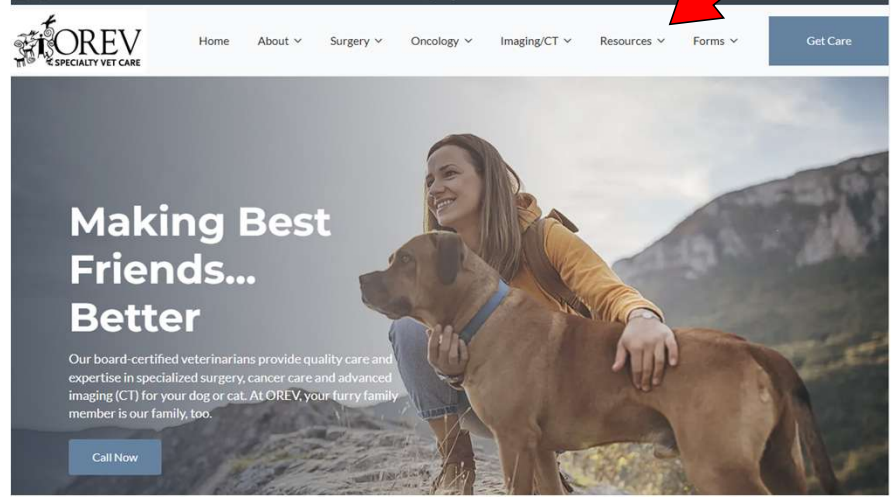 OREV
SPECIALTY VET CARE
Home About Surgery Oncology Imaging/CT Resources Forms Get Care
Making Best
Friends...
Better
Our board-certified veterinarians provide quality care and
expertise in specialized surgery, cancer care and advanced
imaging (CT) for your dog or cat. At OREV, your furry family
member is our family, too.
Call Now